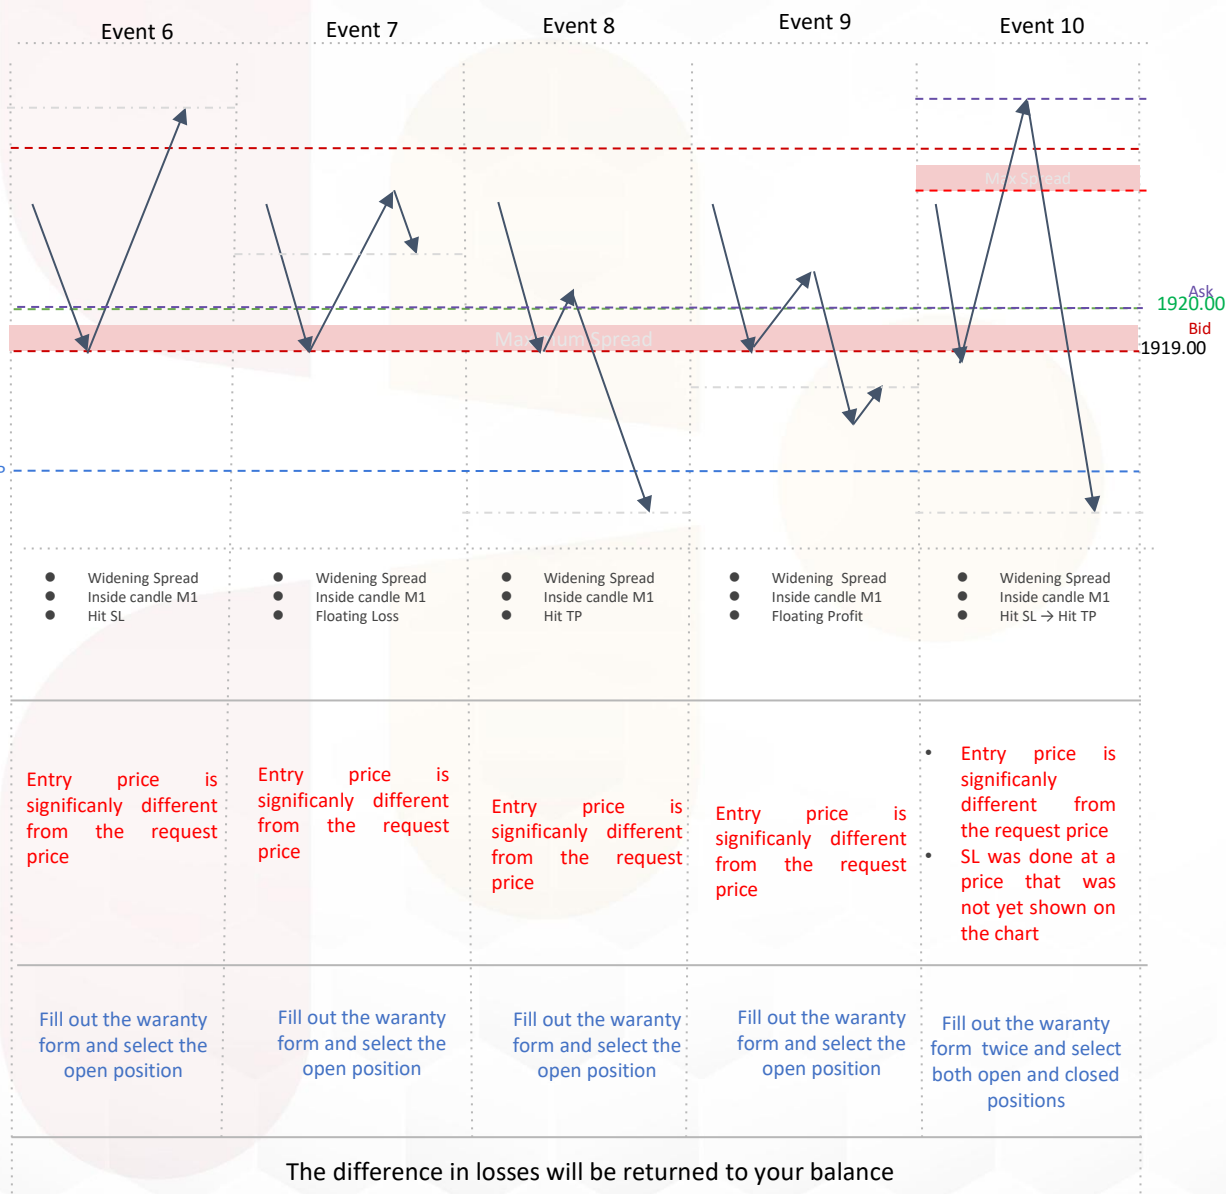 Event 6
Event 7
Event 8
Event 9
Event 10
Max Spread
Ask
1920.00
Maximum Spread
Bid
1919.00
P
● Widening Spread
● Inside candle M1
● Hit SL
● Widening Spread
● Inside candle M1
● Floating Loss
● Widening Spread
● Inside candle M1
● Hit TP
● Widening Spread
● Inside candle M1
● Floating Profit
● Widening Spread
● Inside candle M1
● Hit SL → Hit TP
Entry price is
significanly different
from the request
price
Entry price is
significanly different
from the request
price
Entry price is
significanly different
from the request
price
Entry price is
significanly different
from the request
price
• Entry price is
significanly
different from
the request price
• SL was done at a
price that was
not yet shown on
the chart
Fill out the waranty
form and select the
open position
Fill out the waranty
form and select the
open position
Fill out the waranty
form and select the
open position
Fill out the waranty
form and select the
open position
Fill out the waranty
form twice and select
both open and closed
positions
The difference in losses will be returned to your balance